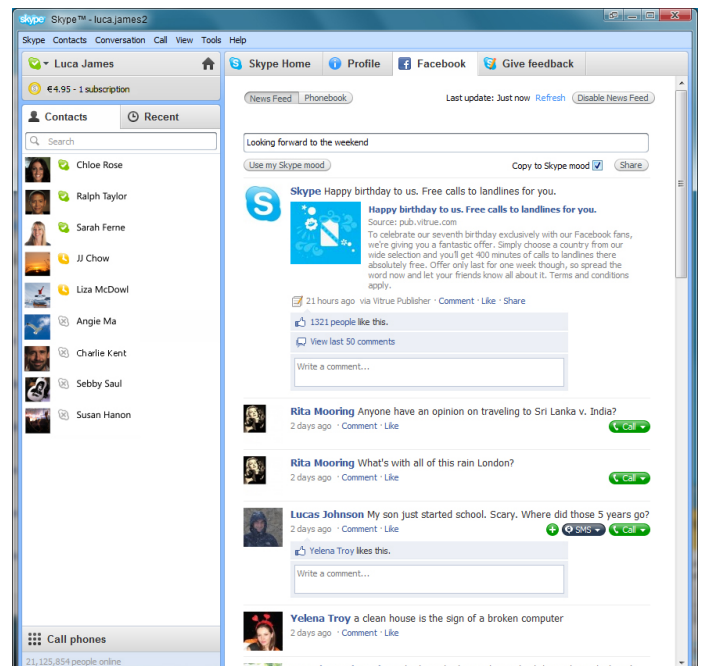 Skype™ - luca.james2
Skype Contacts Conversation Call View Tools Help
Luca James
€4.95 - 1 subscription
Contacts
Recent
Search
Chloe Rose
Ralph Taylor
Sarah Ferne
JJ Chow
Liza McDowl
Angie Ma
Charlie Kent
Sebby Saul
Susan Hanon
Call phones
21,125,854 people online
Skype Home Profile Facebook Give feedback
News Feed Phonebook Last update: Just now Refresh Disable News Feed
Looking forward to the weekend
Use my Skype mood Copy to Skype mood Share
Skype Happy birthday to us. Free calls to landlines for you.
Happy birthday to us. Free calls to landlines for you.
Source: pub.vitrue.com
To celebrate our seventh birthday exclusively with our Facebook fans,
we're giving you a fantastic offer. Simply choose a country from our
wide selection and you'll get 400 minutes of calls to landlines there
absolutely free. Offer only last for one week though, so spread the
word now and let your friends know all about it. Terms and conditions
apply.
21 hours ago via Vitrue Publisher · Comment · Like · Share
1321 people like this.
View last 50 comments
Write a comment...
Rita Mooring Anyone have an opinion on traveling to Sri Lanka v. India?
2 days ago · Comment · Like Call
Rita Mooring What's with all of this rain London?
2 days ago · Comment · Like Call
Lucas Johnson My son just started school. Scary. Where did those 5 years go?
2 days ago · Comment · Like SMS Call
Yelena Troy likes this.
Write a comment...
Yelena Troy a clean house is the sign of a broken computer
2 days ago · Comment · Like